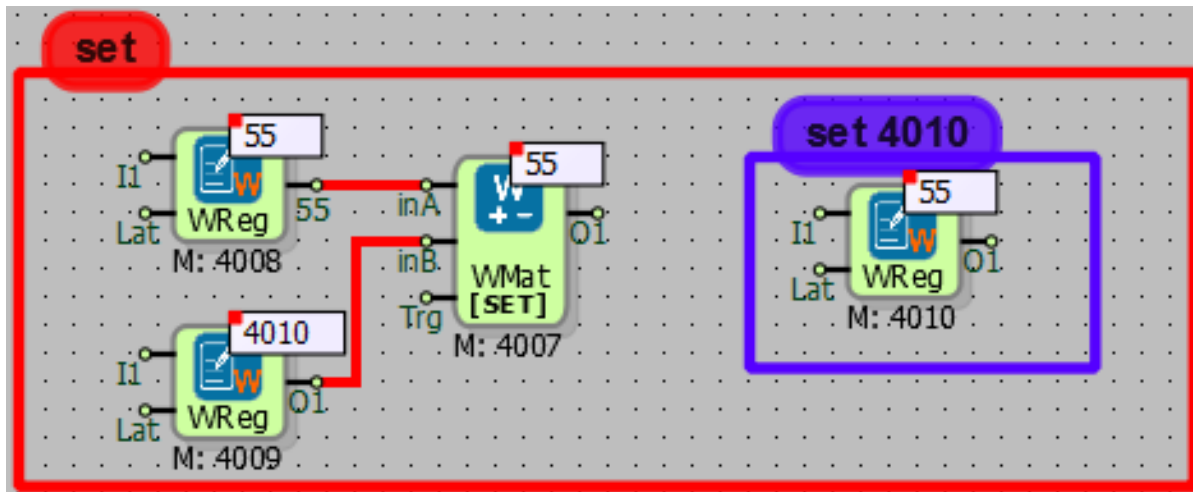 set
55
I1
W
Lat
WReg
55
M: 4008
4010
I1
W
Lat
WReg
O1
M: 4009
55
inA
W
+ -
inB
O1
WMat
Trg
[SET]
M: 4007
set 4010
55
I1
W
O1
Lat
WReg
M: 4010